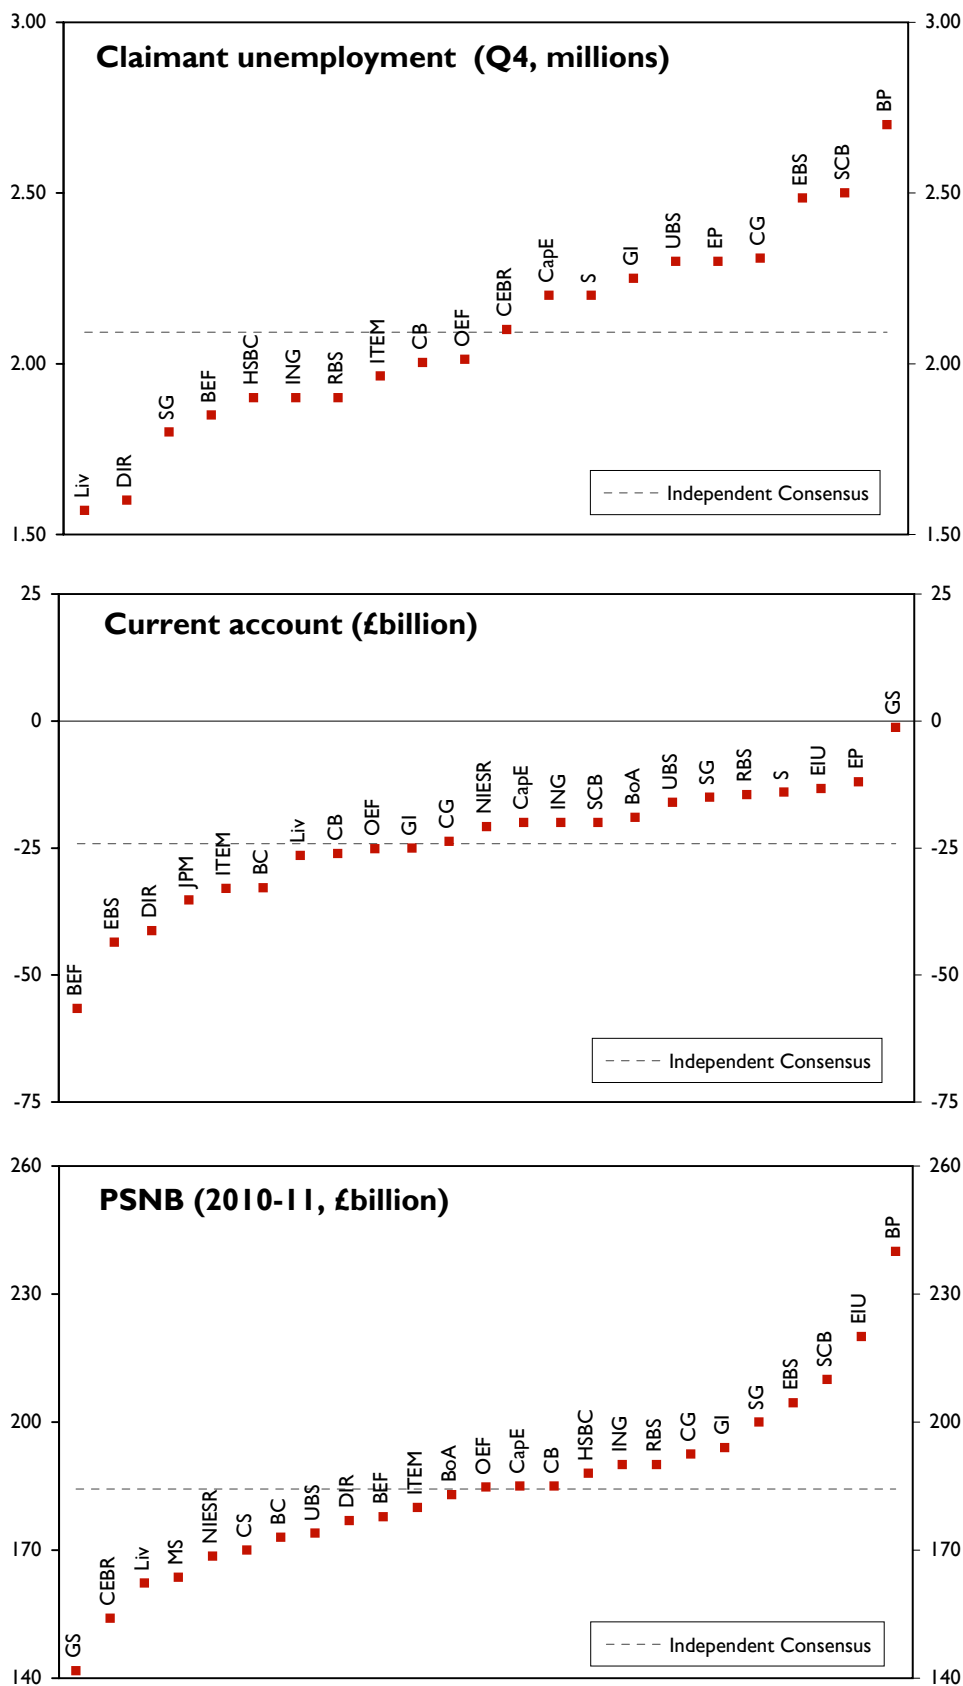 3.00
3.00
Claimant unemployment (Q4, millions)
BP
EBS
SCB
2.50
2.50
UBS
EP
CG
CapE
S
GI
CEBR
OEF
CB
ITEM
2.00
2.00
HSBC
ING
RBS
BEF
SG
DIR
Liv
Independent Consensus
1.50
1.50
25
25
Current account (£billion)
GS
0
0
EP
EIU
S
RBS
SG
UBS
BoA
SCB
ING
CapE
NIESR
CG
GI
OEF
CB
Liv
-25
-25
BC
ITEM
JPM
DIR
EBS
BEF
-50
-50
Independent Consensus
-75
-75
260
260
PSNB (2010-11, £billion)
BP
230
230
EIU
SCB
EBS
SG
200
200
GI
CG
RBS
ING
HSBC
CB
CapE
OEF
BoA
ITEM
BEF
DIR
UBS
BC
CS
NIESR
MS
Liv
170
170
CEBR
GS
Independent Consensus
140
140